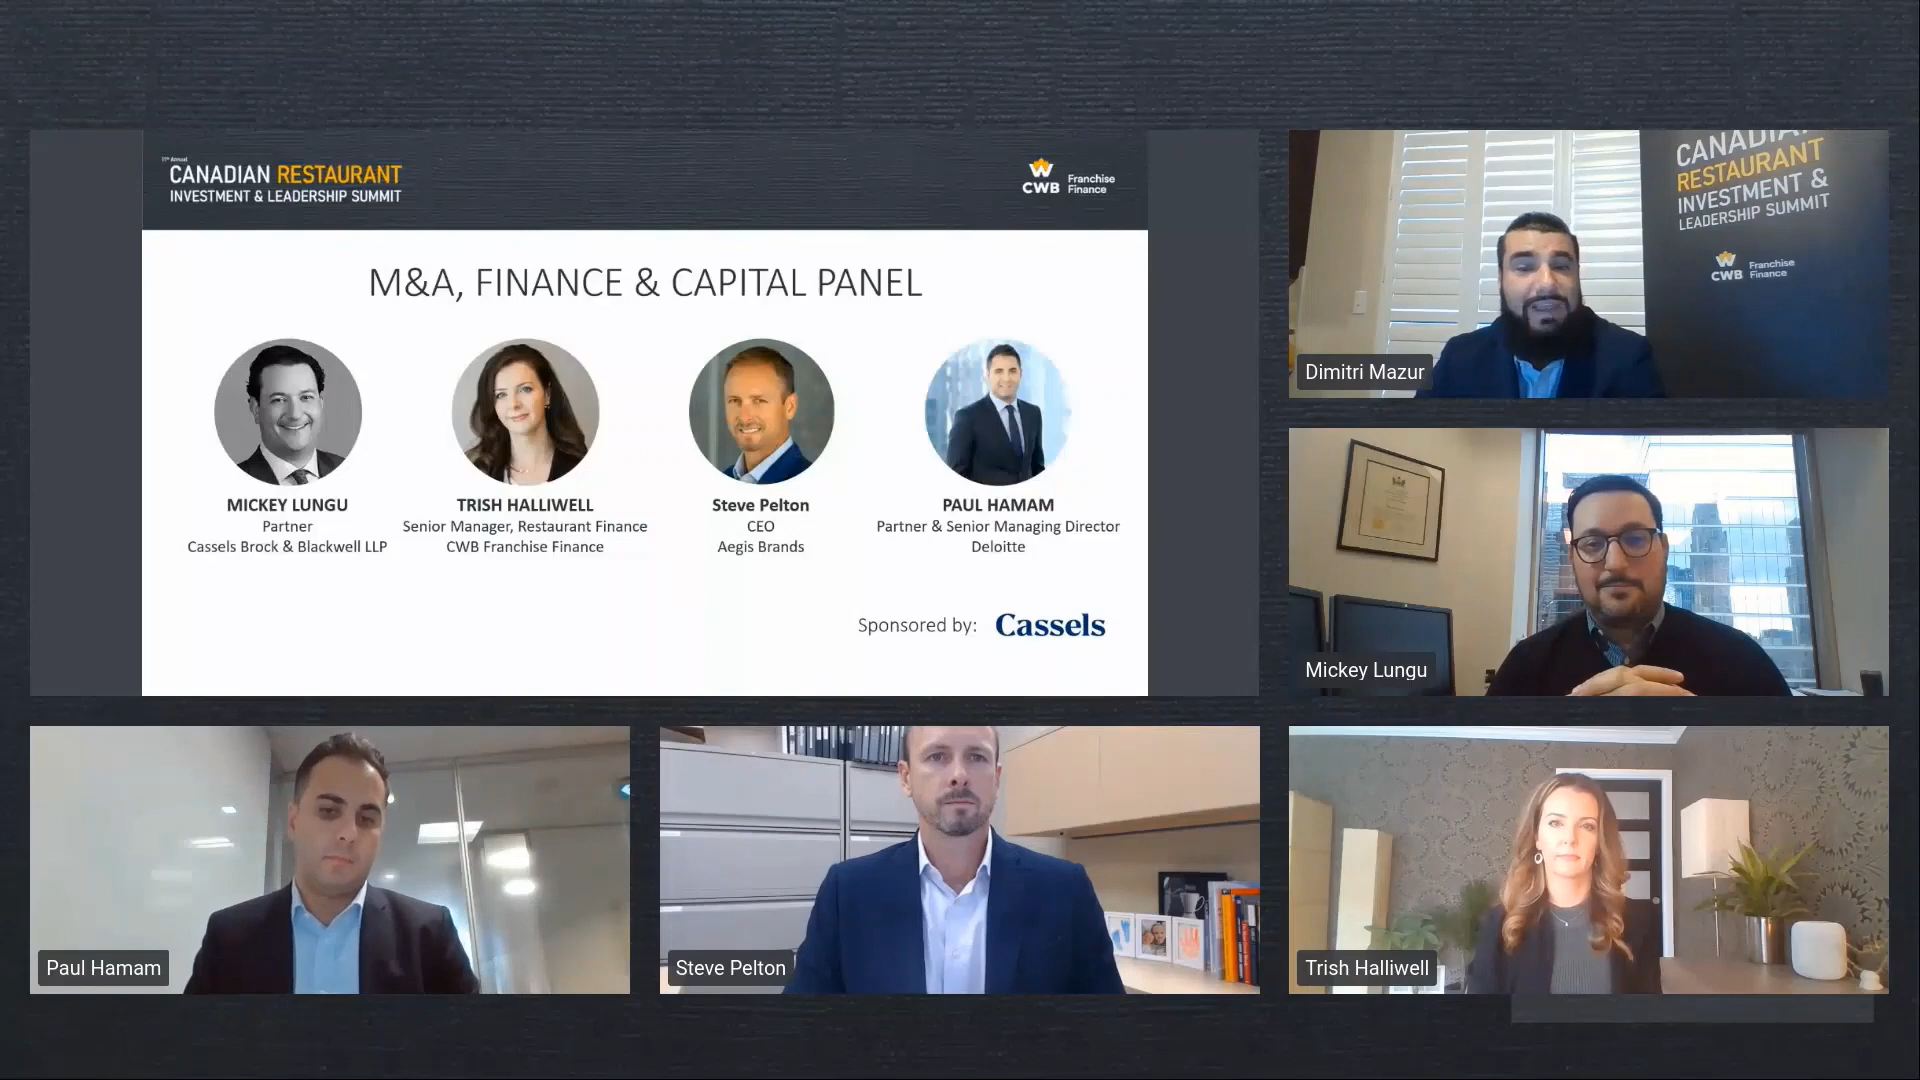 11th Annual
CANADIAN RESTAURANT
INVESTMENT & LEADERSHIP SUMMIT
CWB Franchise
Finance
M&A, FINANCE & CAPITAL PANEL
MICKEY LUNGU
Partner
Cassels Brock & Blackwell LLP
TRISH HALLIWELL
Senior Manager, Restaurant Finance
CWB Franchise Finance
Steve Pelton
CEO
Aegis Brands
PAUL HAMAM
Partner & Senior Managing Director
Deloitte
Sponsored by: Cassels
CANADIAN
RESTAURANT
INVESTMENT &
LEADERSHIP SUMMIT
CWB Franchise
Finance
Dimitri Mazur
Mickey Lungu
Paul Hamam
Steve Pelton
Trish Halliwell